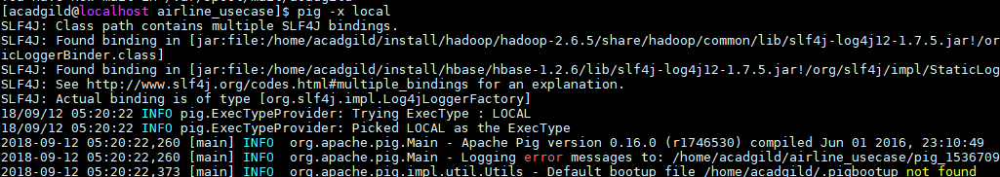 [acadgild@localhost airline_usecase]$ pig -x local
SLF4J: Class path contains multiple SLF4J bindings.
SLF4J: Found binding in [jar:file:/home/acadgild/install/hadoop/hadoop-2.6.5/share/hadoop/common/lib/slf4j-log4j12-1.7.5.jar!/or
icLoggerBinder.class]
SLF4J: Found binding in [jar:file:/home/acadgild/install/hbase/hbase-1.2.6/lib/slf4j-log4j12-1.7.5.jar!/org/slf4j/impl/StaticLog
SLF4J: See http://www.slf4j.org/codes.html#multiple_bindings for an explanation.
SLF4J: Actual binding is of type [org.slf4j.impl.Log4jLoggerFactory]
18/09/12 05:20:22 INFO pig.ExecTypeProvider: Trying ExecType : LOCAL
18/09/12 05:20:22 INFO pig.ExecTypeProvider: Picked LOCAL as the ExecType
2018-09-12 05:20:22,260 [main] INFO  org.apache.pig.Main - Apache Pig version 0.16.0 (r1746530) compiled Jun 01 2016, 23:10:49
2018-09-12 05:20:22,260 [main] INFO  org.apache.pig.Main - Logging error messages to: /home/acadgild/airline_usecase/pig_1536709
2018-09-12 05:20:22,373 [main] INFO  org.apache.pig.impl.util.Utils - Default bootup file /home/acadgild/.pigbootup not found